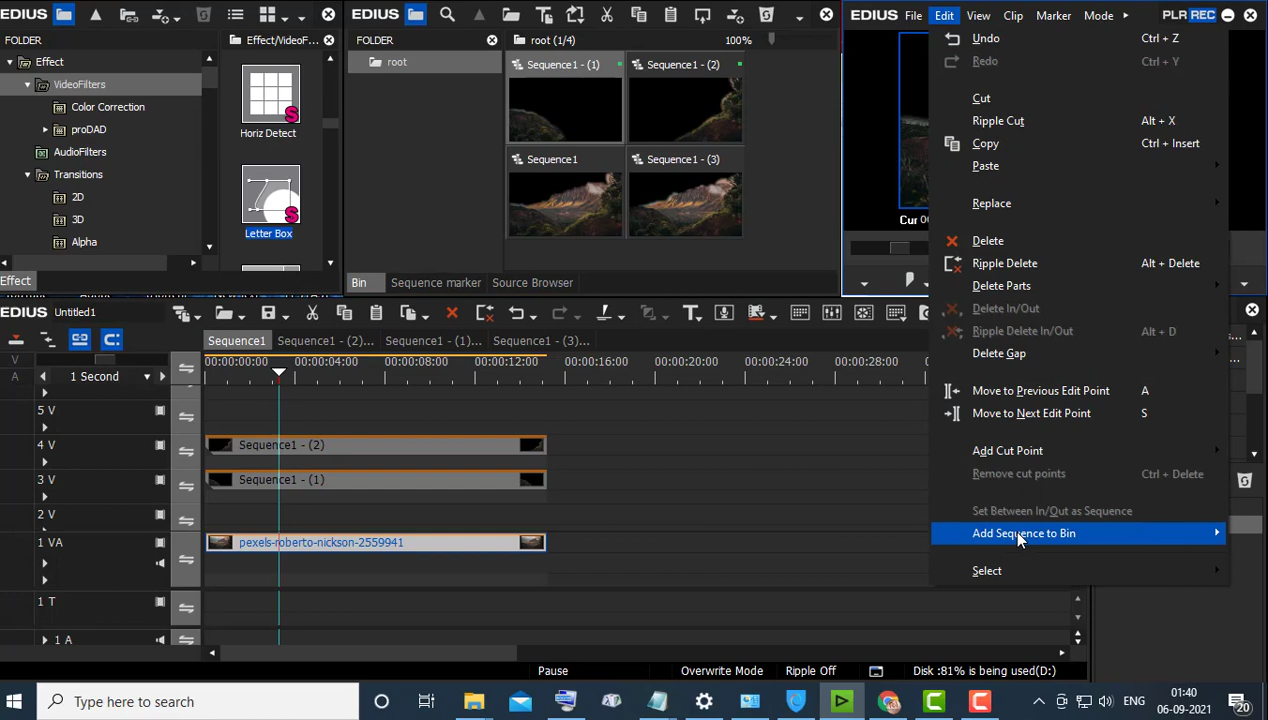 EDIUS File Edit View Clip Marker Mode PLR REC
FOLDER
Effect/VideoF...
Effect
VideoFilters
Color Correction
proDAD
AudioFilters
Transitions
2D
3D
Alpha
Horiz Detect
Letter Box
Effect
EDIUS
FOLDER
root (1/4)
100%
root
Sequence1 - (1)
Sequence1 - (2)
Sequence1
Sequence1 - (3)
Bin
Sequence marker
Source Browser
Undo Ctrl + Z
Redo Ctrl + Y
Cut
Ripple Cut Alt + X
Copy Ctrl + Insert
Paste
Replace
Delete
Ripple Delete Alt + Delete
Delete Parts
Delete In/Out
Ripple Delete In/Out Alt + D
Delete Gap
Move to Previous Edit Point A
Move to Next Edit Point S
Add Cut Point
Remove cut points Ctrl + Delete
Set Between In/Out as Sequence
Add Sequence to Bin
Select
Cur 00
EDIUS Untitled1
Sequence1 Sequence1 - (2)... Sequence1 - (1)... Sequence1 - (3)...
V
A
1 Second
00:00:00:00 00:00:04:00 00:00:08:00 00:00:12:00 00:00:16:00 00:00:20:00 00:00:24:00 00:00:28:00
5 V
4 V
Sequence1 - (2)
3 V
Sequence1 - (1)
2 V
1 VA
pexels-roberto-nickson-2559941
1 T
1 A
Pause Overwrite Mode Ripple Off Disk :81% is being used(D:)
Type here to search
ENG
01:40
06-09-2021
20